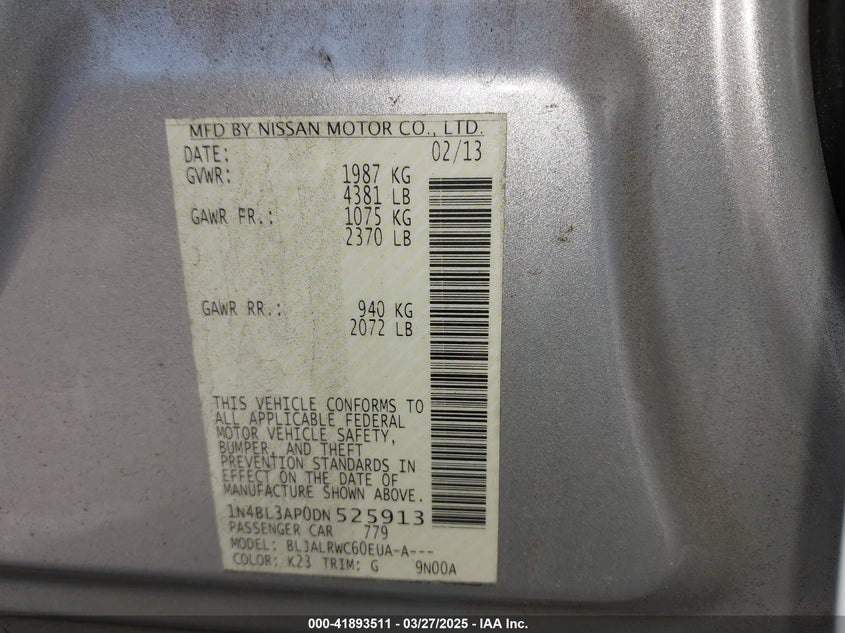 MFD BY NISSAN MOTOR CO., LTD.
DATE: 02/13
GVWR: 1987 KG
4381 LB
GAWR FR.: 1075 KG
2370 LB
GAWR RR.: 940 KG
2072 LB
THIS VEHICLE CONFORMS TO
ALL APPLICABLE FEDERAL
MOTOR VEHICLE SAFETY,
BUMPER, AND THEFT
PREVENTION STANDARDS IN
EFFECT ON THE DATE OF
MANUFACTURE SHOWN ABOVE.
1N4BL3AP0DN525913
PASSENGER CAR 779
MODEL: BLJALRWC60EUA-A---
COLOR: K23 TRIM: G 9N00A
000-41893511 - 03/27/2025 - IAA Inc.